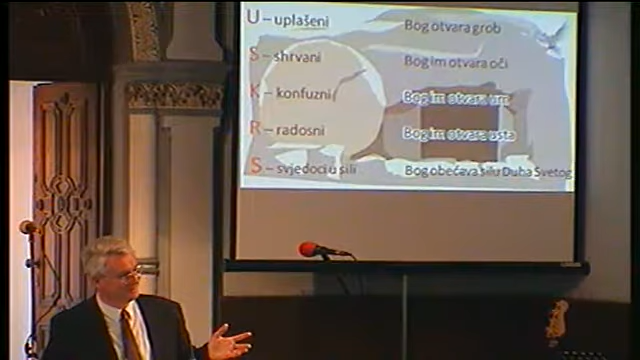 U – uplašeni Bog otvara grob
S – shrvani Bog im otvara oči
K – konfuzni Bog im otvara um
R – radosni Bog im otvara usta
S – svjedoci u sili Bog obećava silu Duha Svetog